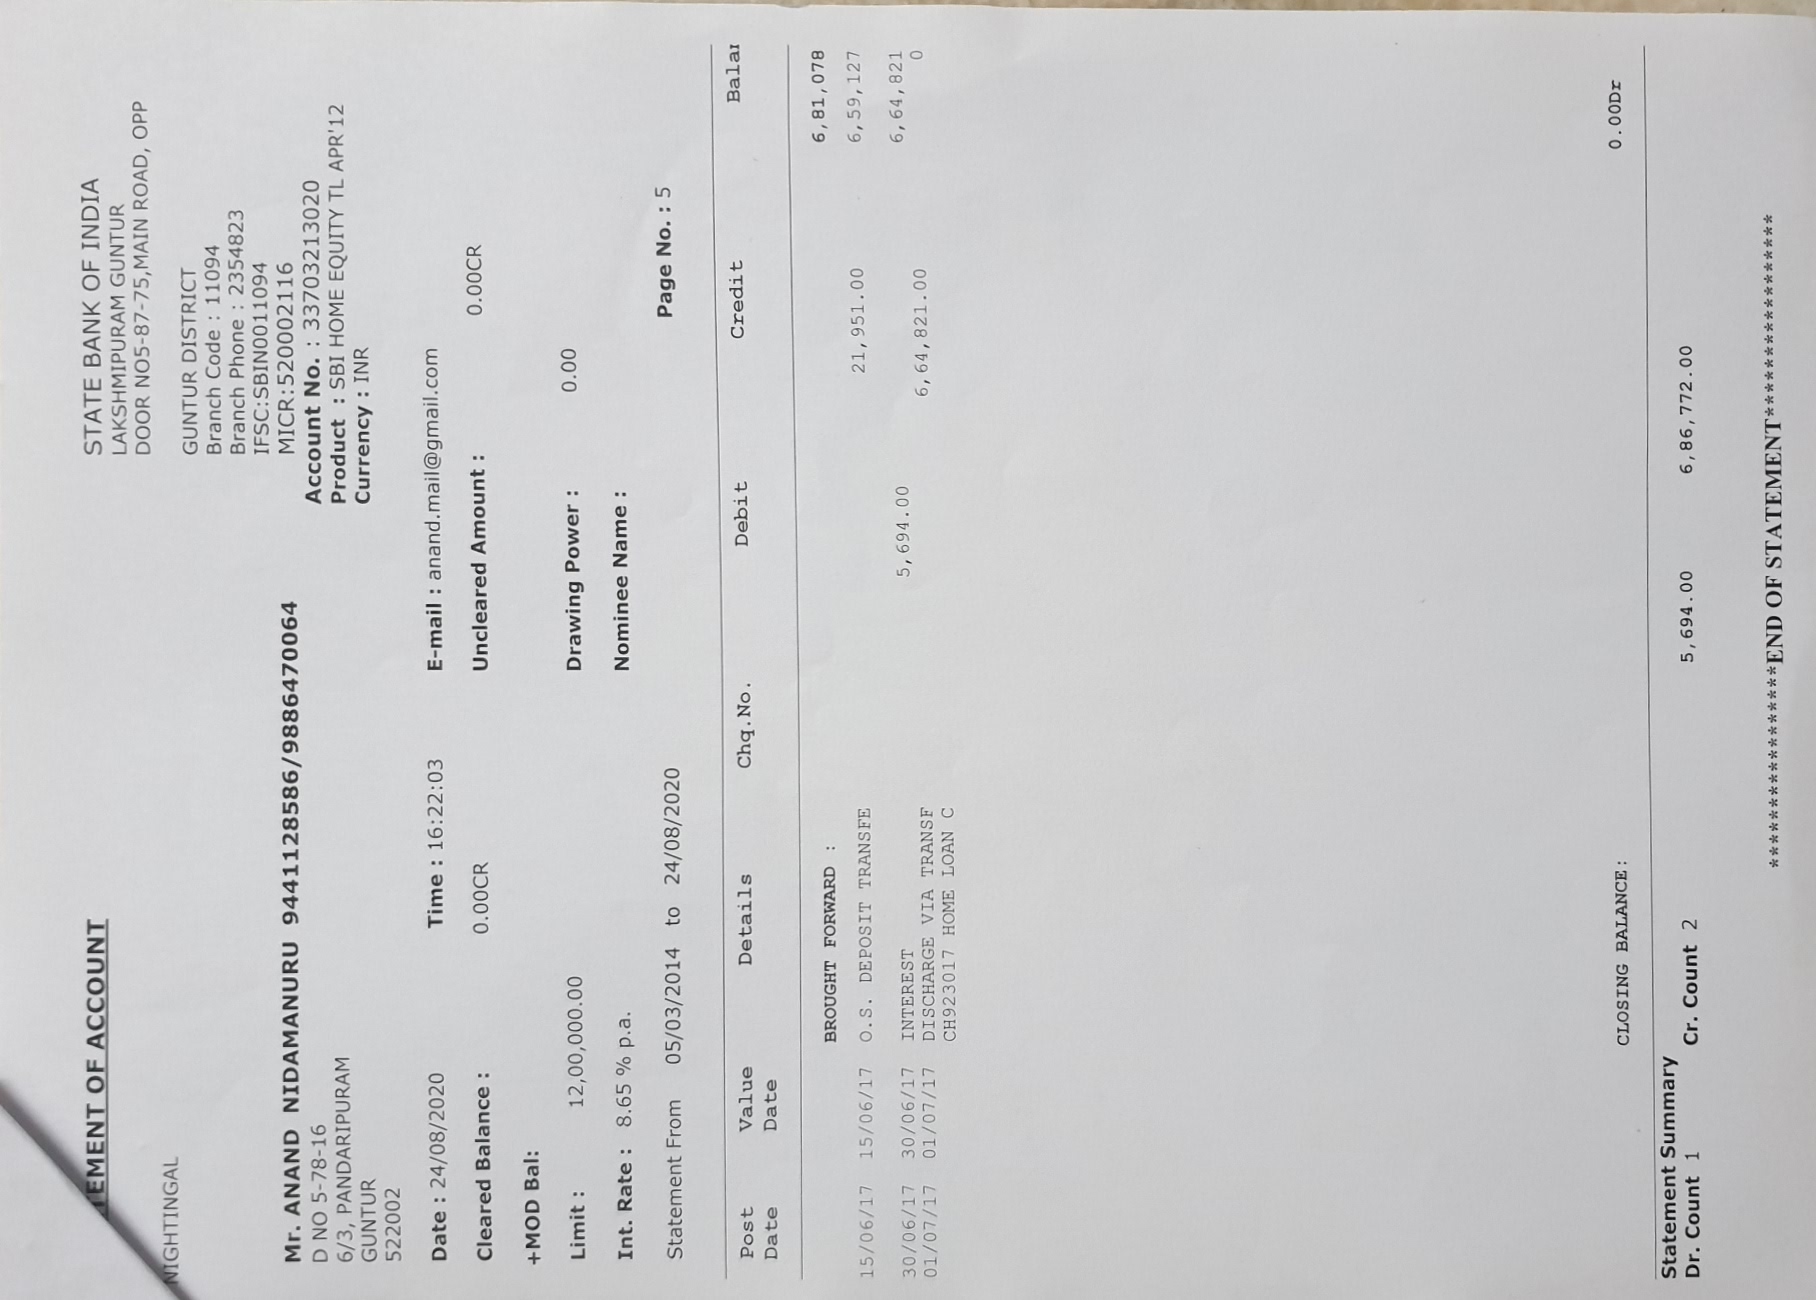 EMENT OF ACCOUNT
STATE BANK OF INDIA
LAKSHMIPURAM GUNTUR
DOOR NO5-87-75,MAIN ROAD, OPP
NIGHTINGAL
GUNTUR DISTRICT
Branch Code : 11094
Branch Phone : 2354823
IFSC:SBIN0011094
MICR:520002116
Mr. ANAND NIDAMANURU 9441128586/9886470064
D NO 5-78-16
6/3, PANDARIPURAM
GUNTUR
522002
Account No. : 33703213020
Product : SBI HOME EQUITY TL APR'12
Currency : INR
Date : 24/08/2020 Time : 16:22:03 E-mail : anand.mail@gmail.com
Cleared Balance : 0.00CR Uncleared Amount : 0.00CR
+MOD Bal:
Limit : 12,00,000.00 Drawing Power : 0.00
Int. Rate : 8.65 % p.a. Nominee Name :
Statement From 05/03/2014 to 24/08/2020 Page No. : 5
Post Value Details Chq.No. Debit Credit Balan
Date Date
BROUGHT FORWARD : 6,81,078
15/06/17 15/06/17 O.S. DEPOSIT TRANSFE 21,951.00 6,59,127
30/06/17 30/06/17 INTEREST 5,694.00 6,64,821
01/07/17 01/07/17 DISCHARGE VIA TRANSF 6,64,821.00 0
CH923017 HOME LOAN C
CLOSING BALANCE: 0.00Dr
Statement Summary
Dr. Count 1 Cr. Count 2 5,694.00 6,86,772.00
*****************END OF STATEMENT*****************